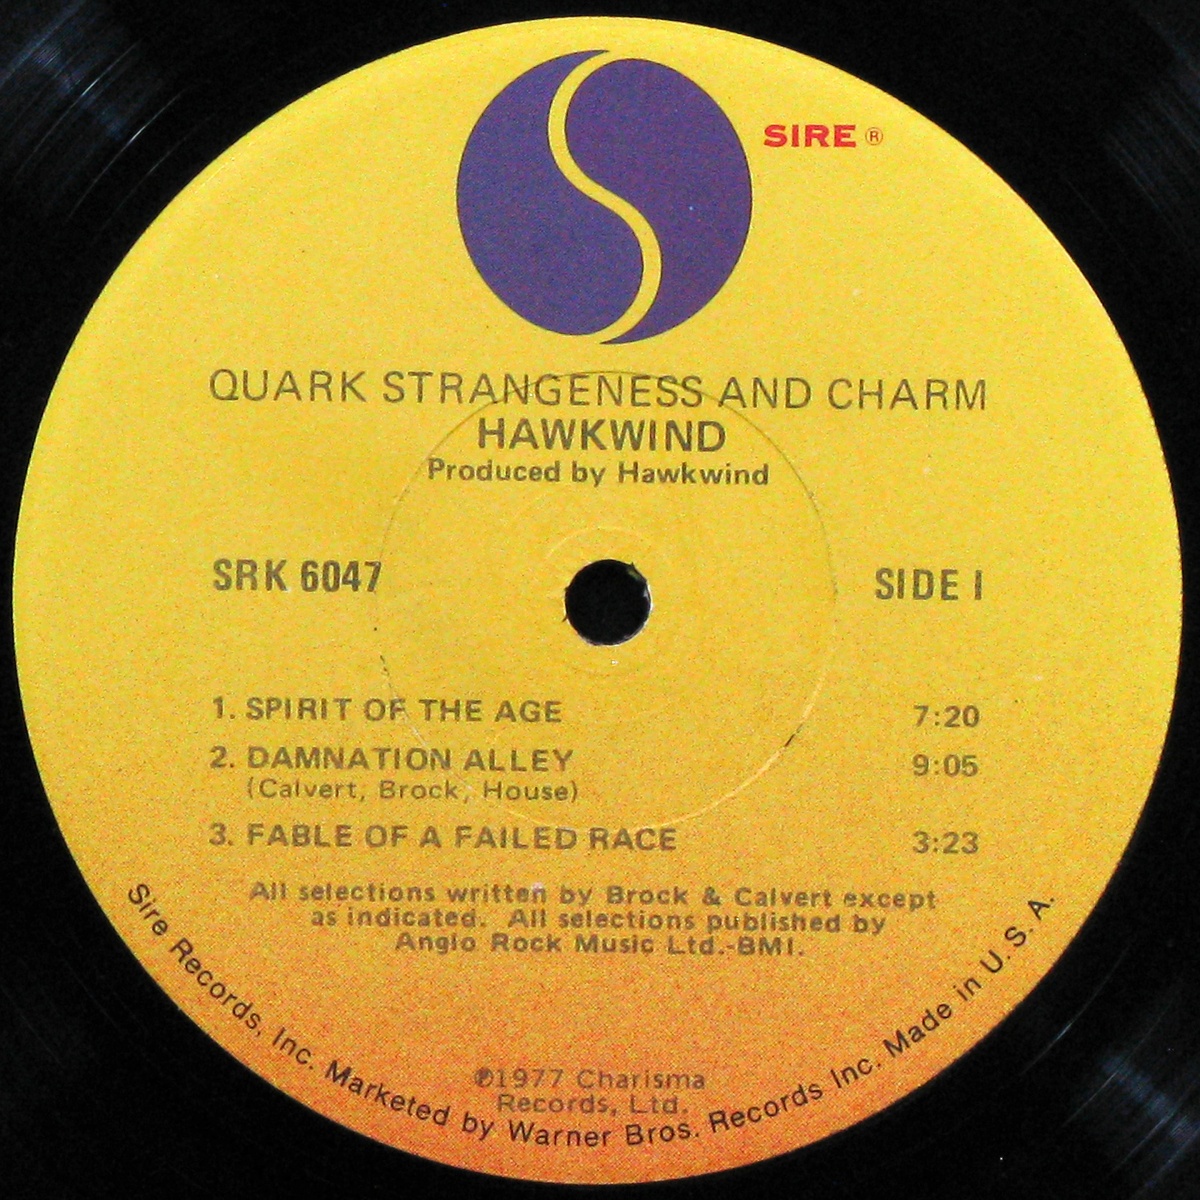 SIRE ®
QUARK STRANGENESS AND CHARM
HAWKWIND
Produced by Hawkwind
SRK 6047
SIDE I
1. SPIRIT OF THE AGE 7:20
2. DAMNATION ALLEY 9:05
(Calvert, Brock, House)
3. FABLE OF A FAILED RACE 3:23
All selections written by Brock & Calvert except
as indicated. All selections published by
Anglo Rock Music Ltd.-BMI.
℗1977 Charisma
Records, Ltd.
Sire Records, Inc. Marketed by Warner Bros. Records Inc. Made in U. S. A.